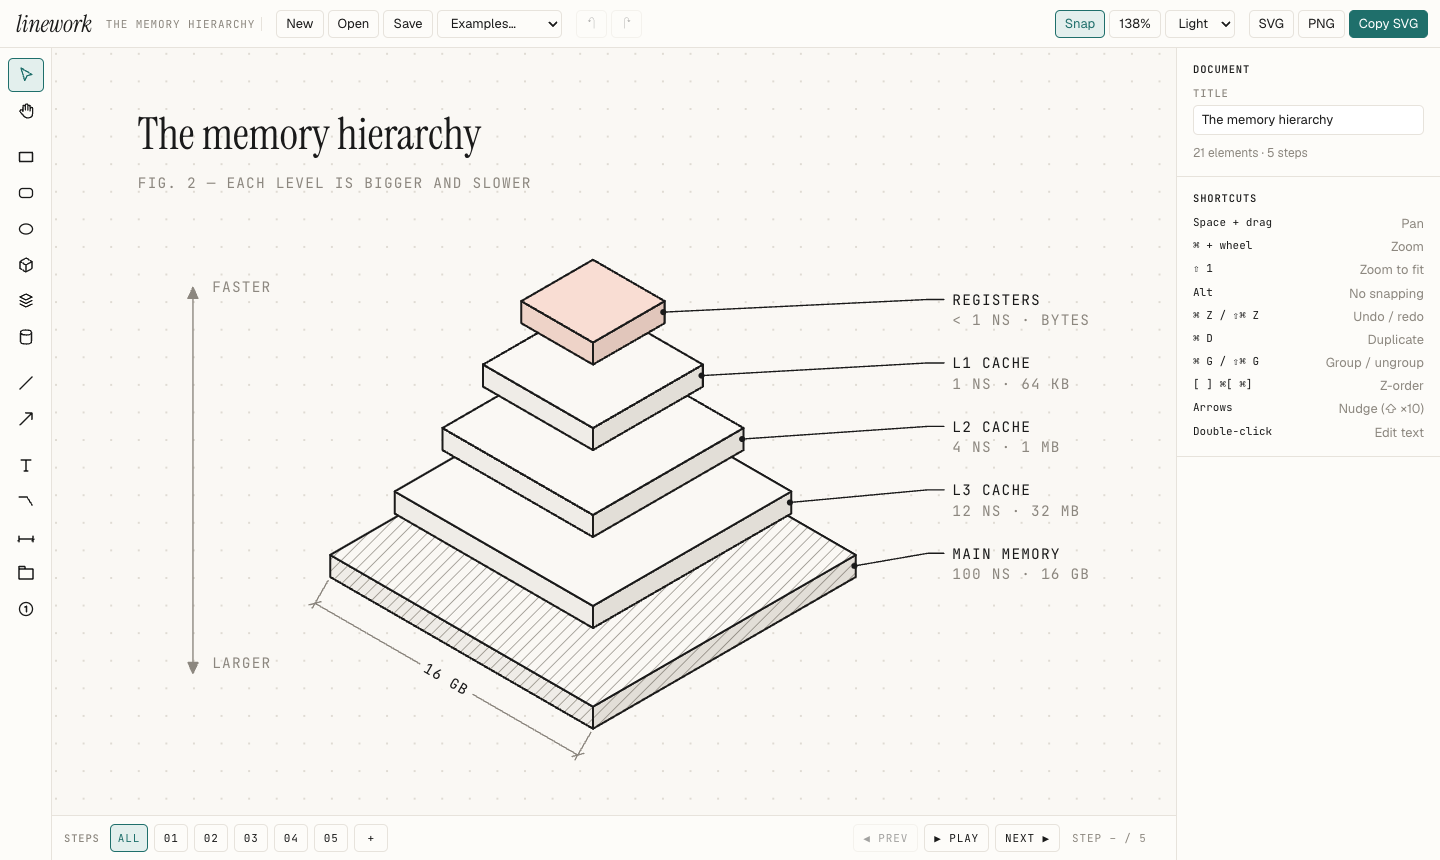 linework THE MEMORY HIERARCHY New Open Save Examples... Snap 138% Light SVG PNG Copy SVG
The memory hierarchy
FIG. 2 — EACH LEVEL IS BIGGER AND SLOWER
FASTER
LARGER
REGISTERS
< 1 NS · BYTES
L1 CACHE
1 NS · 64 KB
L2 CACHE
4 NS · 1 MB
L3 CACHE
12 NS · 32 MB
MAIN MEMORY
100 NS · 16 GB
16 GB
DOCUMENT
TITLE
The memory hierarchy
21 elements · 5 steps
SHORTCUTS
Space + drag Pan
⌘ + wheel Zoom
⇧ 1 Zoom to fit
Alt No snapping
⌘ Z / ⇧⌘ Z Undo / redo
⌘ D Duplicate
⌘ G / ⇧⌘ G Group / ungroup
[ ] ⌘[ ⌘] Z-order
Arrows Nudge (⇧ ×10)
Double-click Edit text
STEPS ALL 01 02 03 04 05 + ◀ PREV ▶ PLAY NEXT ▶ STEP – / 5